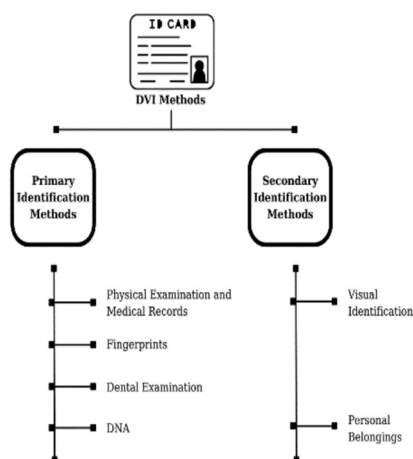 ID CARD
DVI Methods
Primary
Identification
Methods
Secondary
Identification
Methods
Physical Examination and
Medical Records
Fingerprints
Dental Examination
DNA
Visual
Identification
Personal
Belongings